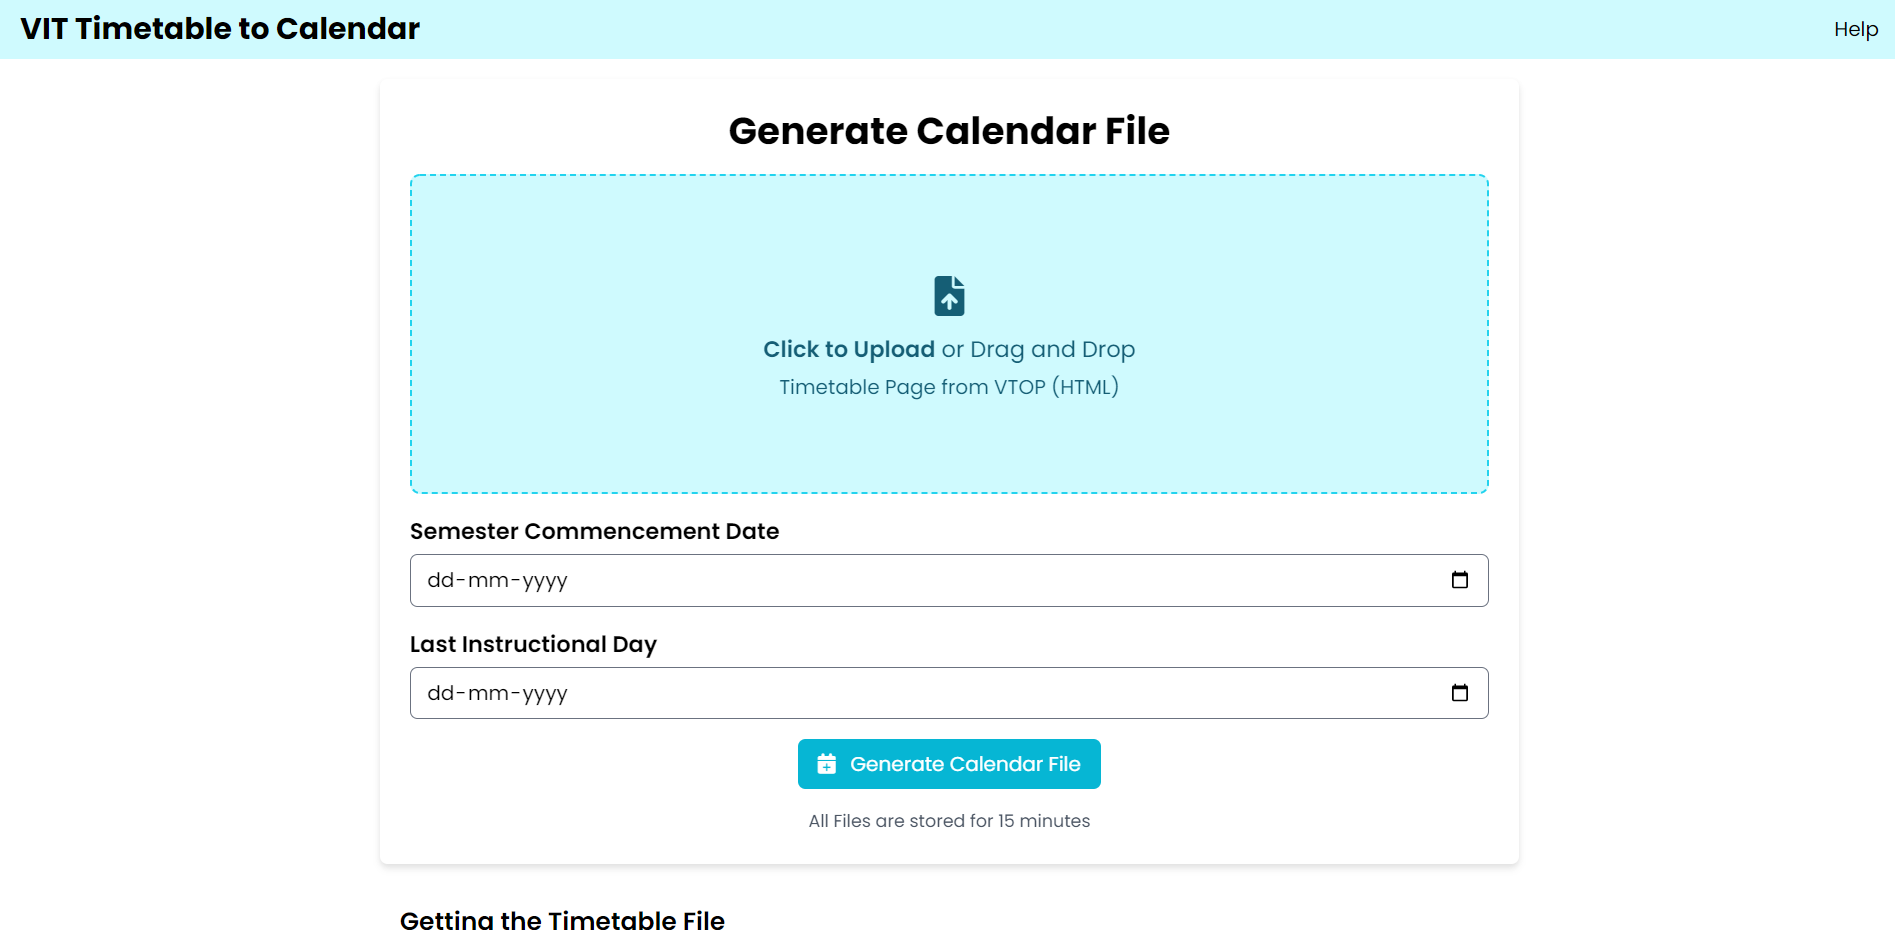 VIT Timetable to Calendar
Help
Generate Calendar File
Click to Upload or Drag and Drop
Timetable Page from VTOP (HTML)
Semester Commencement Date
dd-mm-yyyy
Last Instructional Day
dd-mm-yyyy
Generate Calendar File
All Files are stored for 15 minutes
Getting the Timetable File